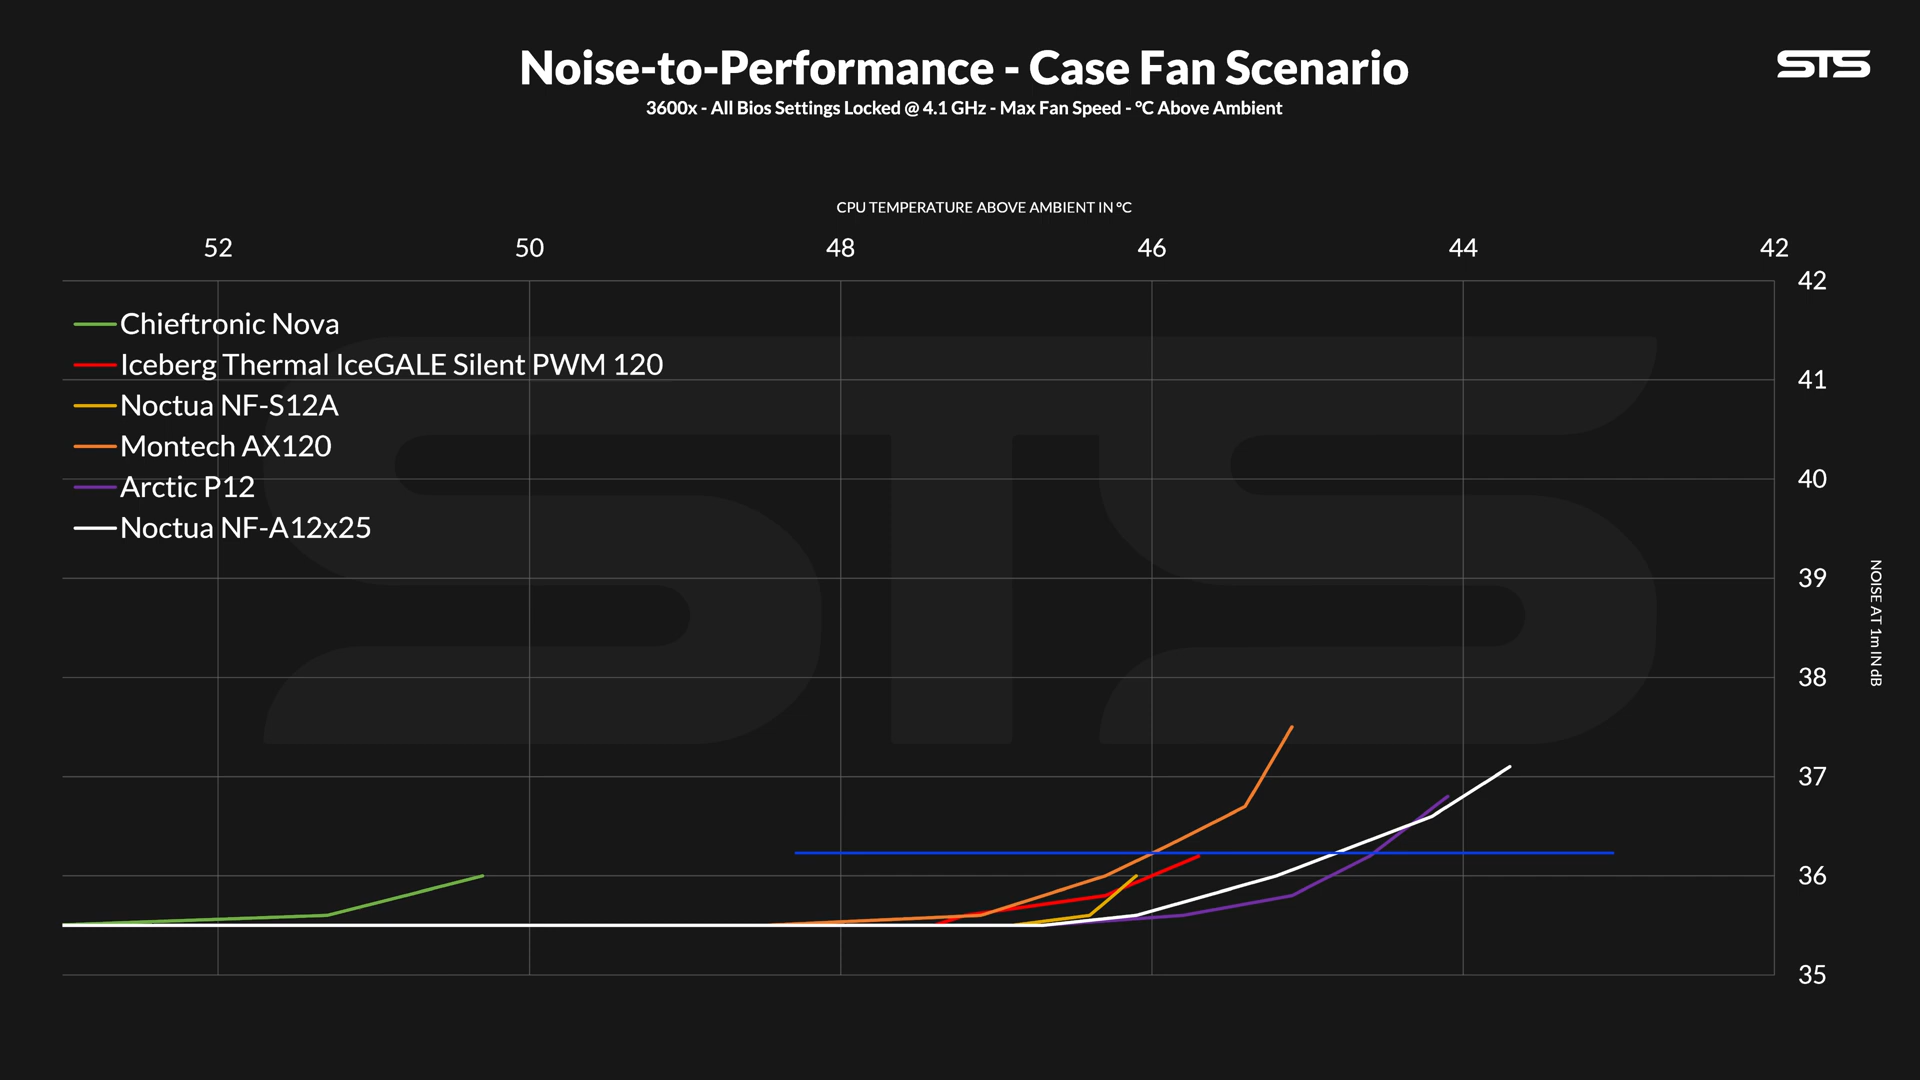 Noise-to-Performance - Case Fan Scenario
STS
3600x - All Bios Settings Locked @ 4.1 GHz - Max Fan Speed - °C Above Ambient
CPU TEMPERATURE ABOVE AMBIENT IN °C
52 50 48 46 44 42
42
Chieftronic Nova
Iceberg Thermal IceGALE Silent PWM 120
41
Noctua NF-S12A
Montech AX120
40
Arctic P12
Noctua NF-A12x25
39
NOISE AT 1m IN dB
38
37
36
35
STS